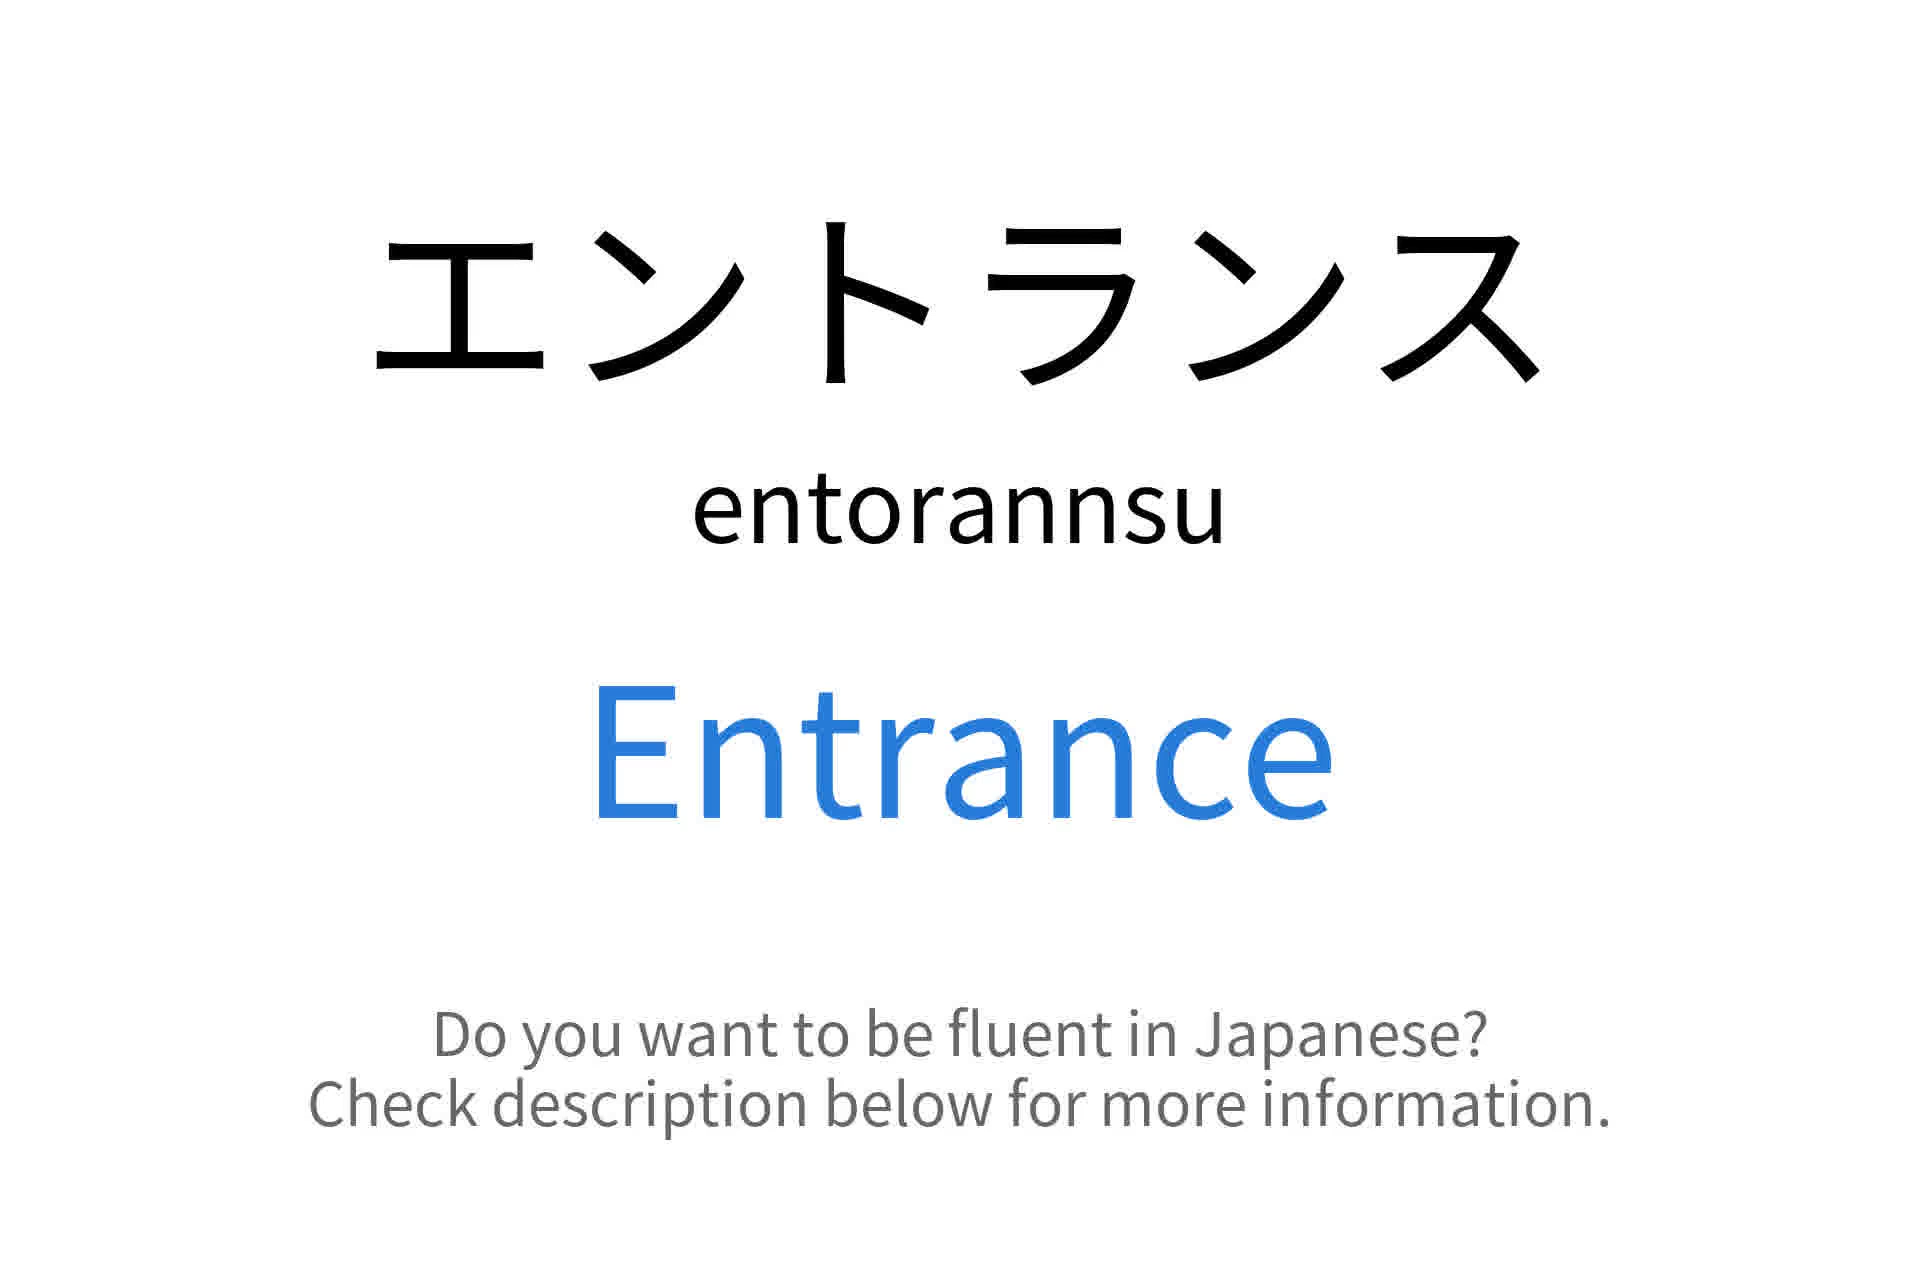 エントランス
entorannsu
Entrance
Do you want to be fluent in Japanese?
Check description below for more information.